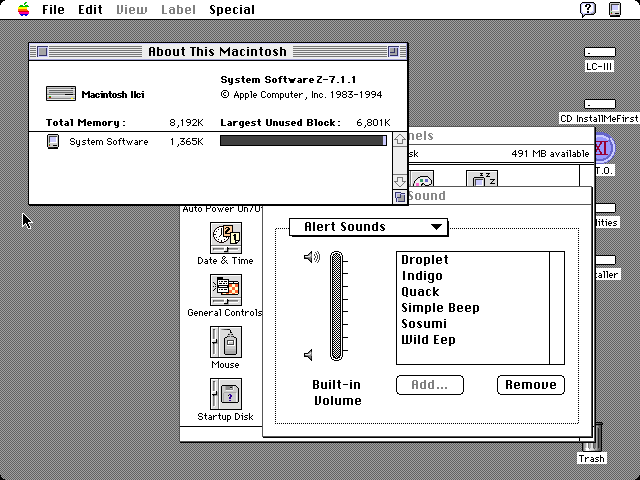 File Edit View Label Special
About This Macintosh
System Software Z-7.1.1
Macintosh IIci
© Apple Computer, Inc. 1983-1994
Total Memory : 8,192K Largest Unused Block : 6,801K
System Software 1,365K
LC-III
CD InstallMeFirst
nels
sk 491 MB available
T.O.
Sound
Auto Power On/O
Alert Sounds
lities
Date & Time
Droplet
Indigo
Quack
Simple Beep
Sosumi
Wild Eep
aller
General Controls
Mouse
Built-in
Volume
Add...
Remove
Startup Disk
Trash